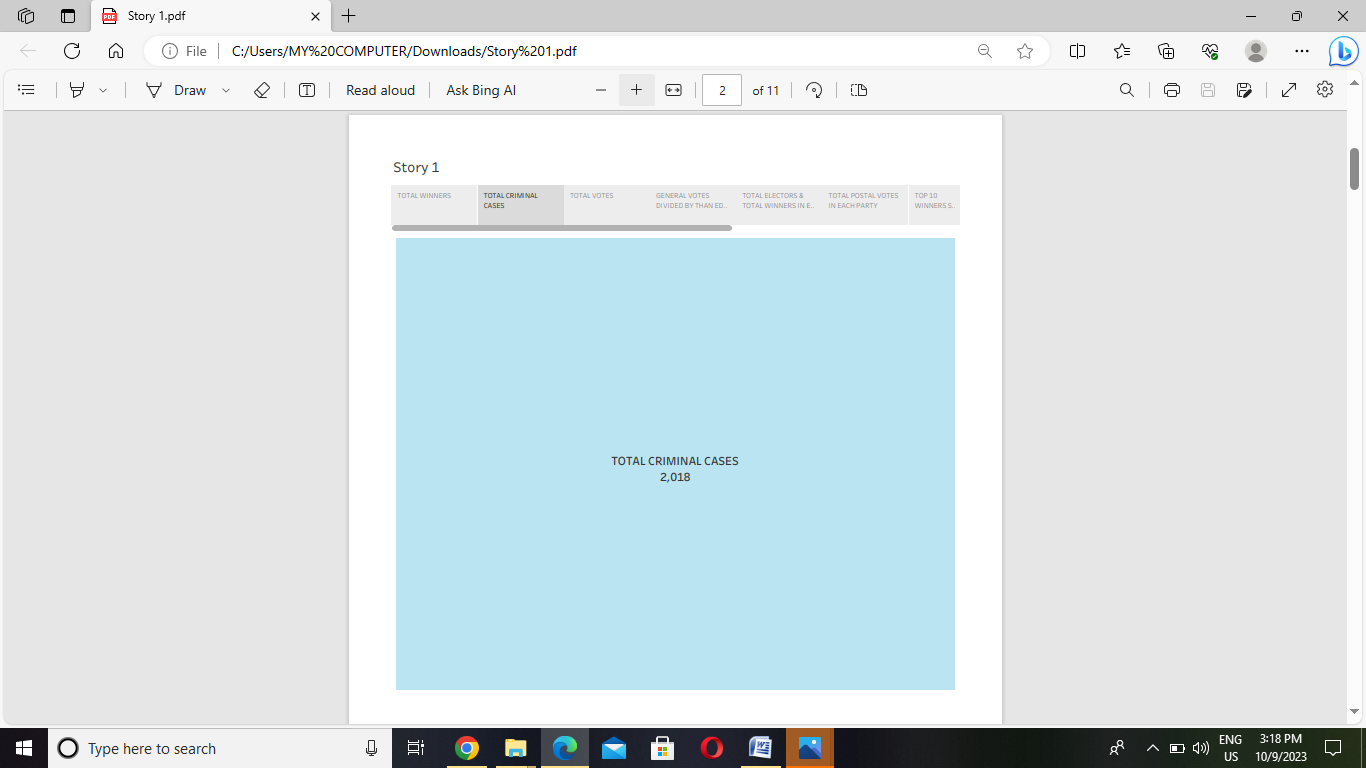 Story 1.pdf
File
C:/Users/MY%20COMPUTER/Downloads/Story%201.pdf
Draw
Read aloud
Ask Bing AI
2
of 11
Story 1
TOTAL WINNERS
TOTAL CRIMINAL
CASES
TOTAL VOTES
GENERAL VOTES
DIVIDED BY THAN ED..
TOTAL ELECTORS &
TOTAL WINNERS IN E..
TOTAL POSTAL VOTES
IN EACH PARTY
TOP 10
WINNERS S..
TOTAL CRIMINAL CASES
2,018
Type here to search
ENG
US
3:18 PM
10/9/2023